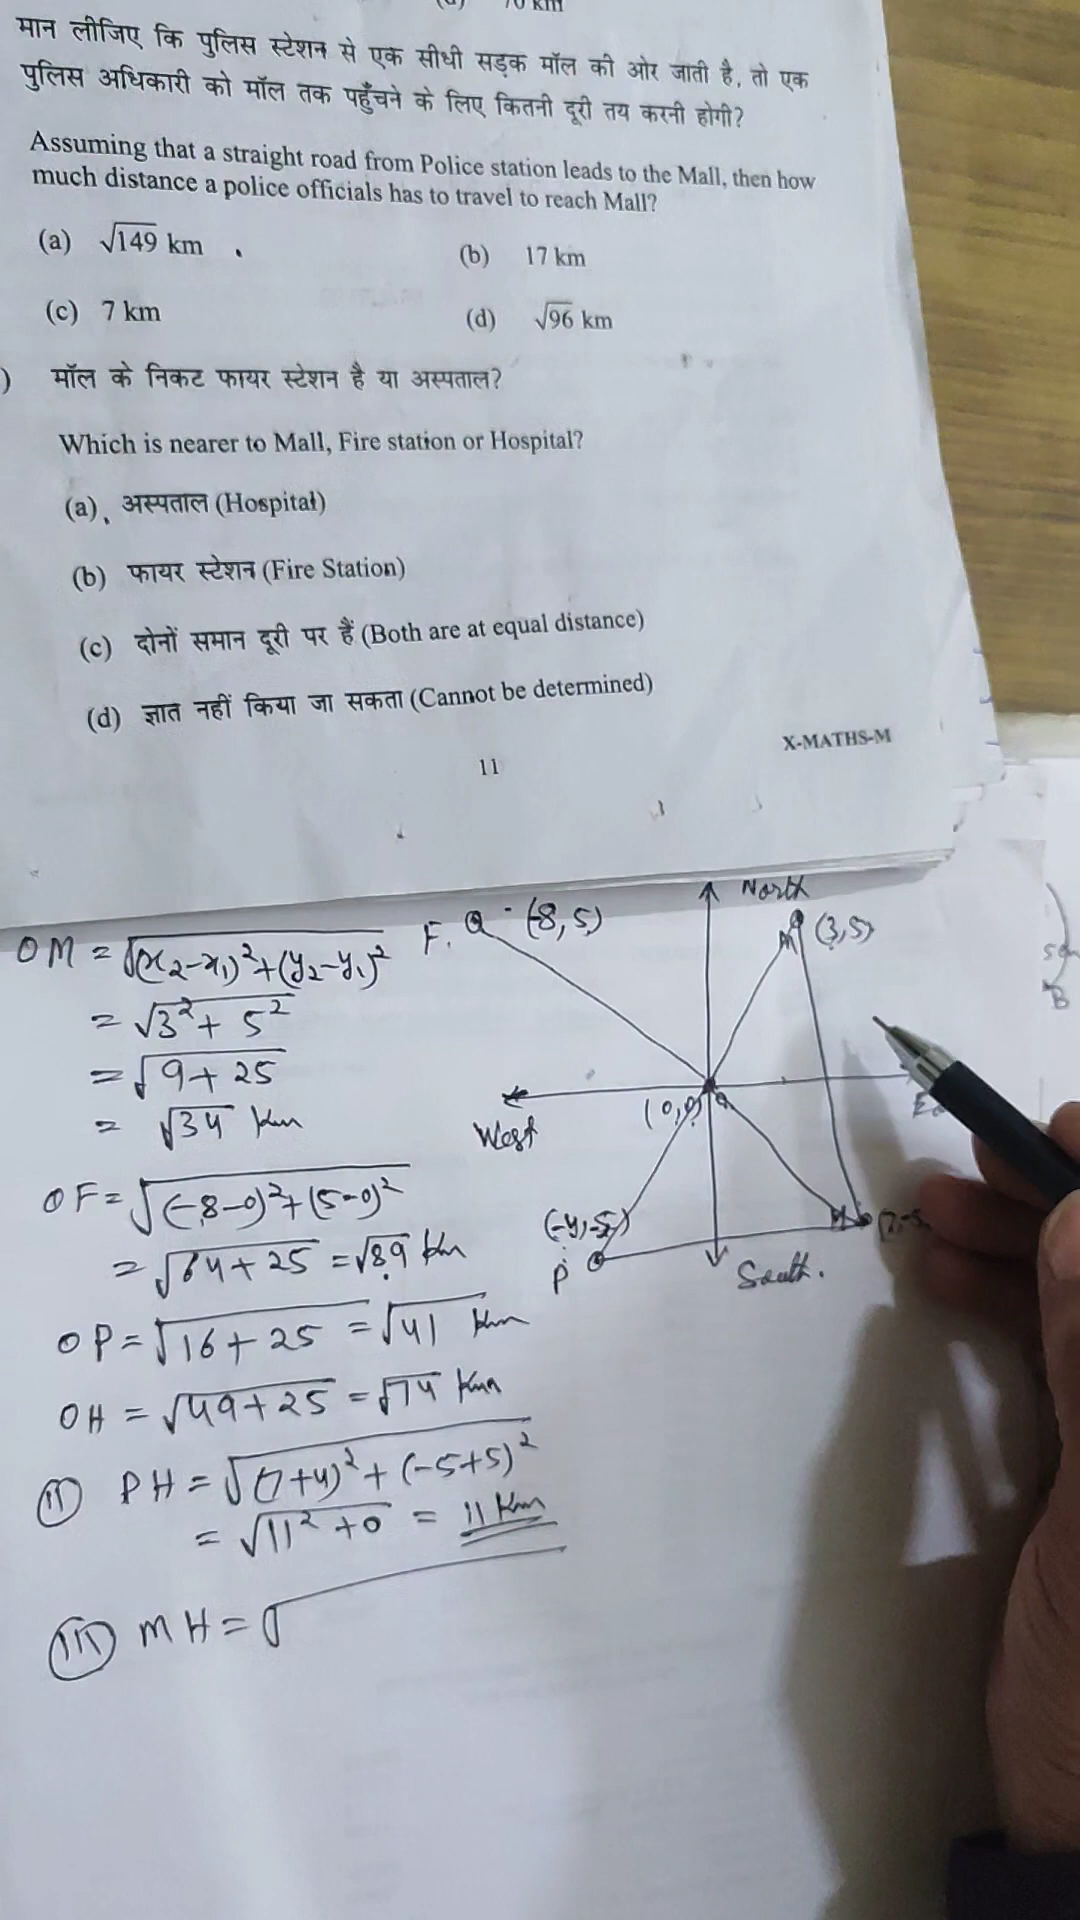 (d) 70 km
मान लीजिए कि पुलिस स्टेशन से एक सीधी सड़क मॉल की ओर जाती है, तो एक
पुलिस अधिकारी को मॉल तक पहुँचने के लिए कितनी दूरी तय करनी होगी?
Assuming that a straight road from Police station leads to the Mall, then how
much distance a police officials has to travel to reach Mall?
(a) √149 km
(b) 17 km
(c) 7 km
(d) √96 km
) मॉल के निकट फायर स्टेशन है या अस्पताल?
Which is nearer to Mall, Fire station or Hospital?
(a) अस्पताल (Hospital)
(b) फायर स्टेशन (Fire Station)
(c) दोनों समान दूरी पर हैं (Both are at equal distance)
(d) ज्ञात नहीं किया जा सकता (Cannot be determined)
X-MATHS-M
11
North
F. (-8, 5)
M (3, 5)
B
OM = √(x₂-x₁)²+(y₂-y₁)²
= √3²+ 5²
= √9+25
= √34 Km
(0,0)
West
OF = √(-8-0)²+(5-0)²
= √64+25 = √89 km
(-4,-5)
P
South.
OP = √16+25 = √41 km
OH = √49+25 = √74 Km
(ii) PH = √(7+4)²+(-5+5)²
= √11²+0 = 11 Km
(iii) MH = √